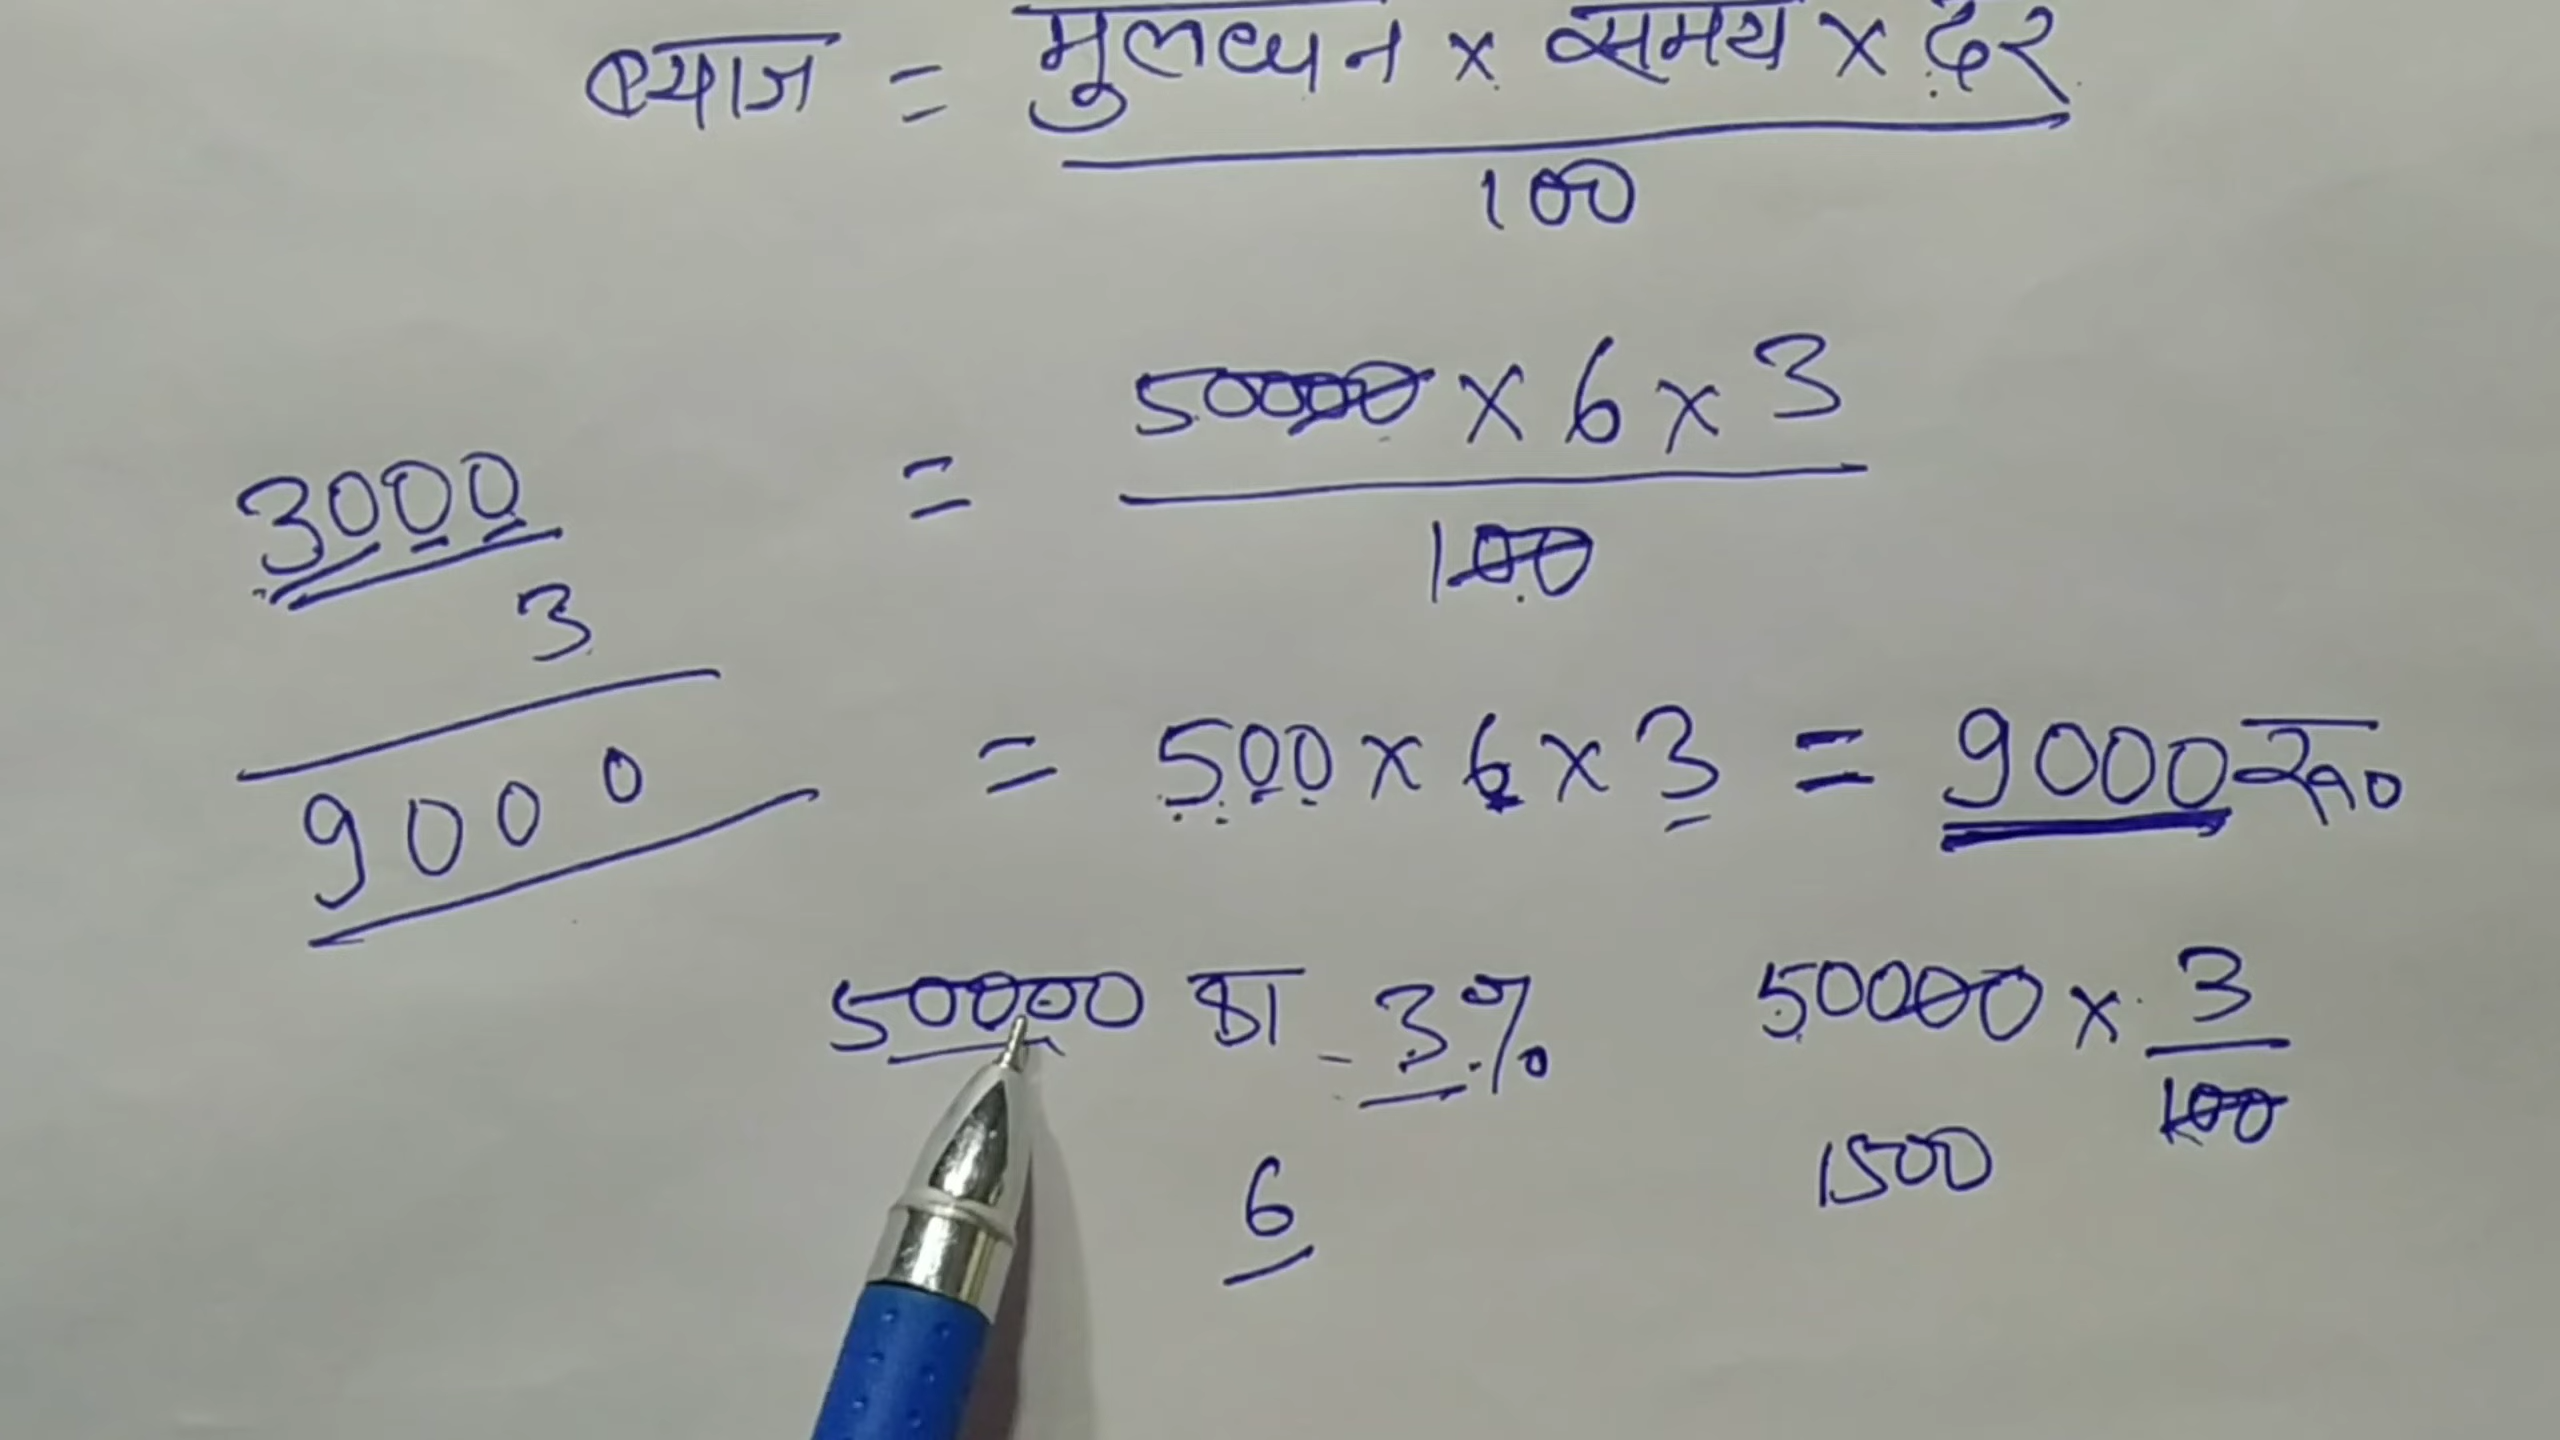 ब्याज = मुलधन × समय × दर
100
= 50000 × 6 × 3
100
3000
3
9000
= 500 × 6 × 3 = 9000 रू०
50000 का - 3%
6
50000 × 3
100
1500